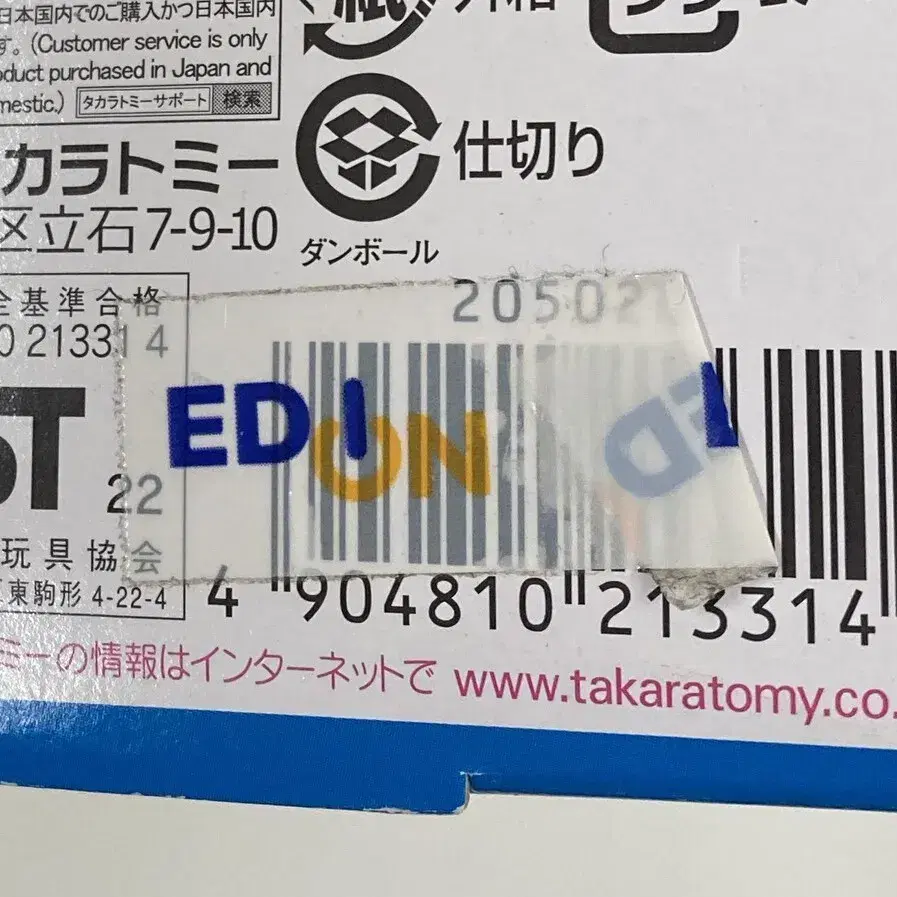 日本国内でのご購入かつ日本国内
す。(Customer service is only
oduct purchased in Japan and
mestic.) タカラトミーサポート 検索
カラトミー
区立石7-9-10
紙
仕切り
ダンボール
全基準合格
0 213314
ST
22
玩具協会
東駒形 4-22-4
20502
EDION
EDI
4 904810 213314
ミーの情報はインターネットで www.takaratomy.co.